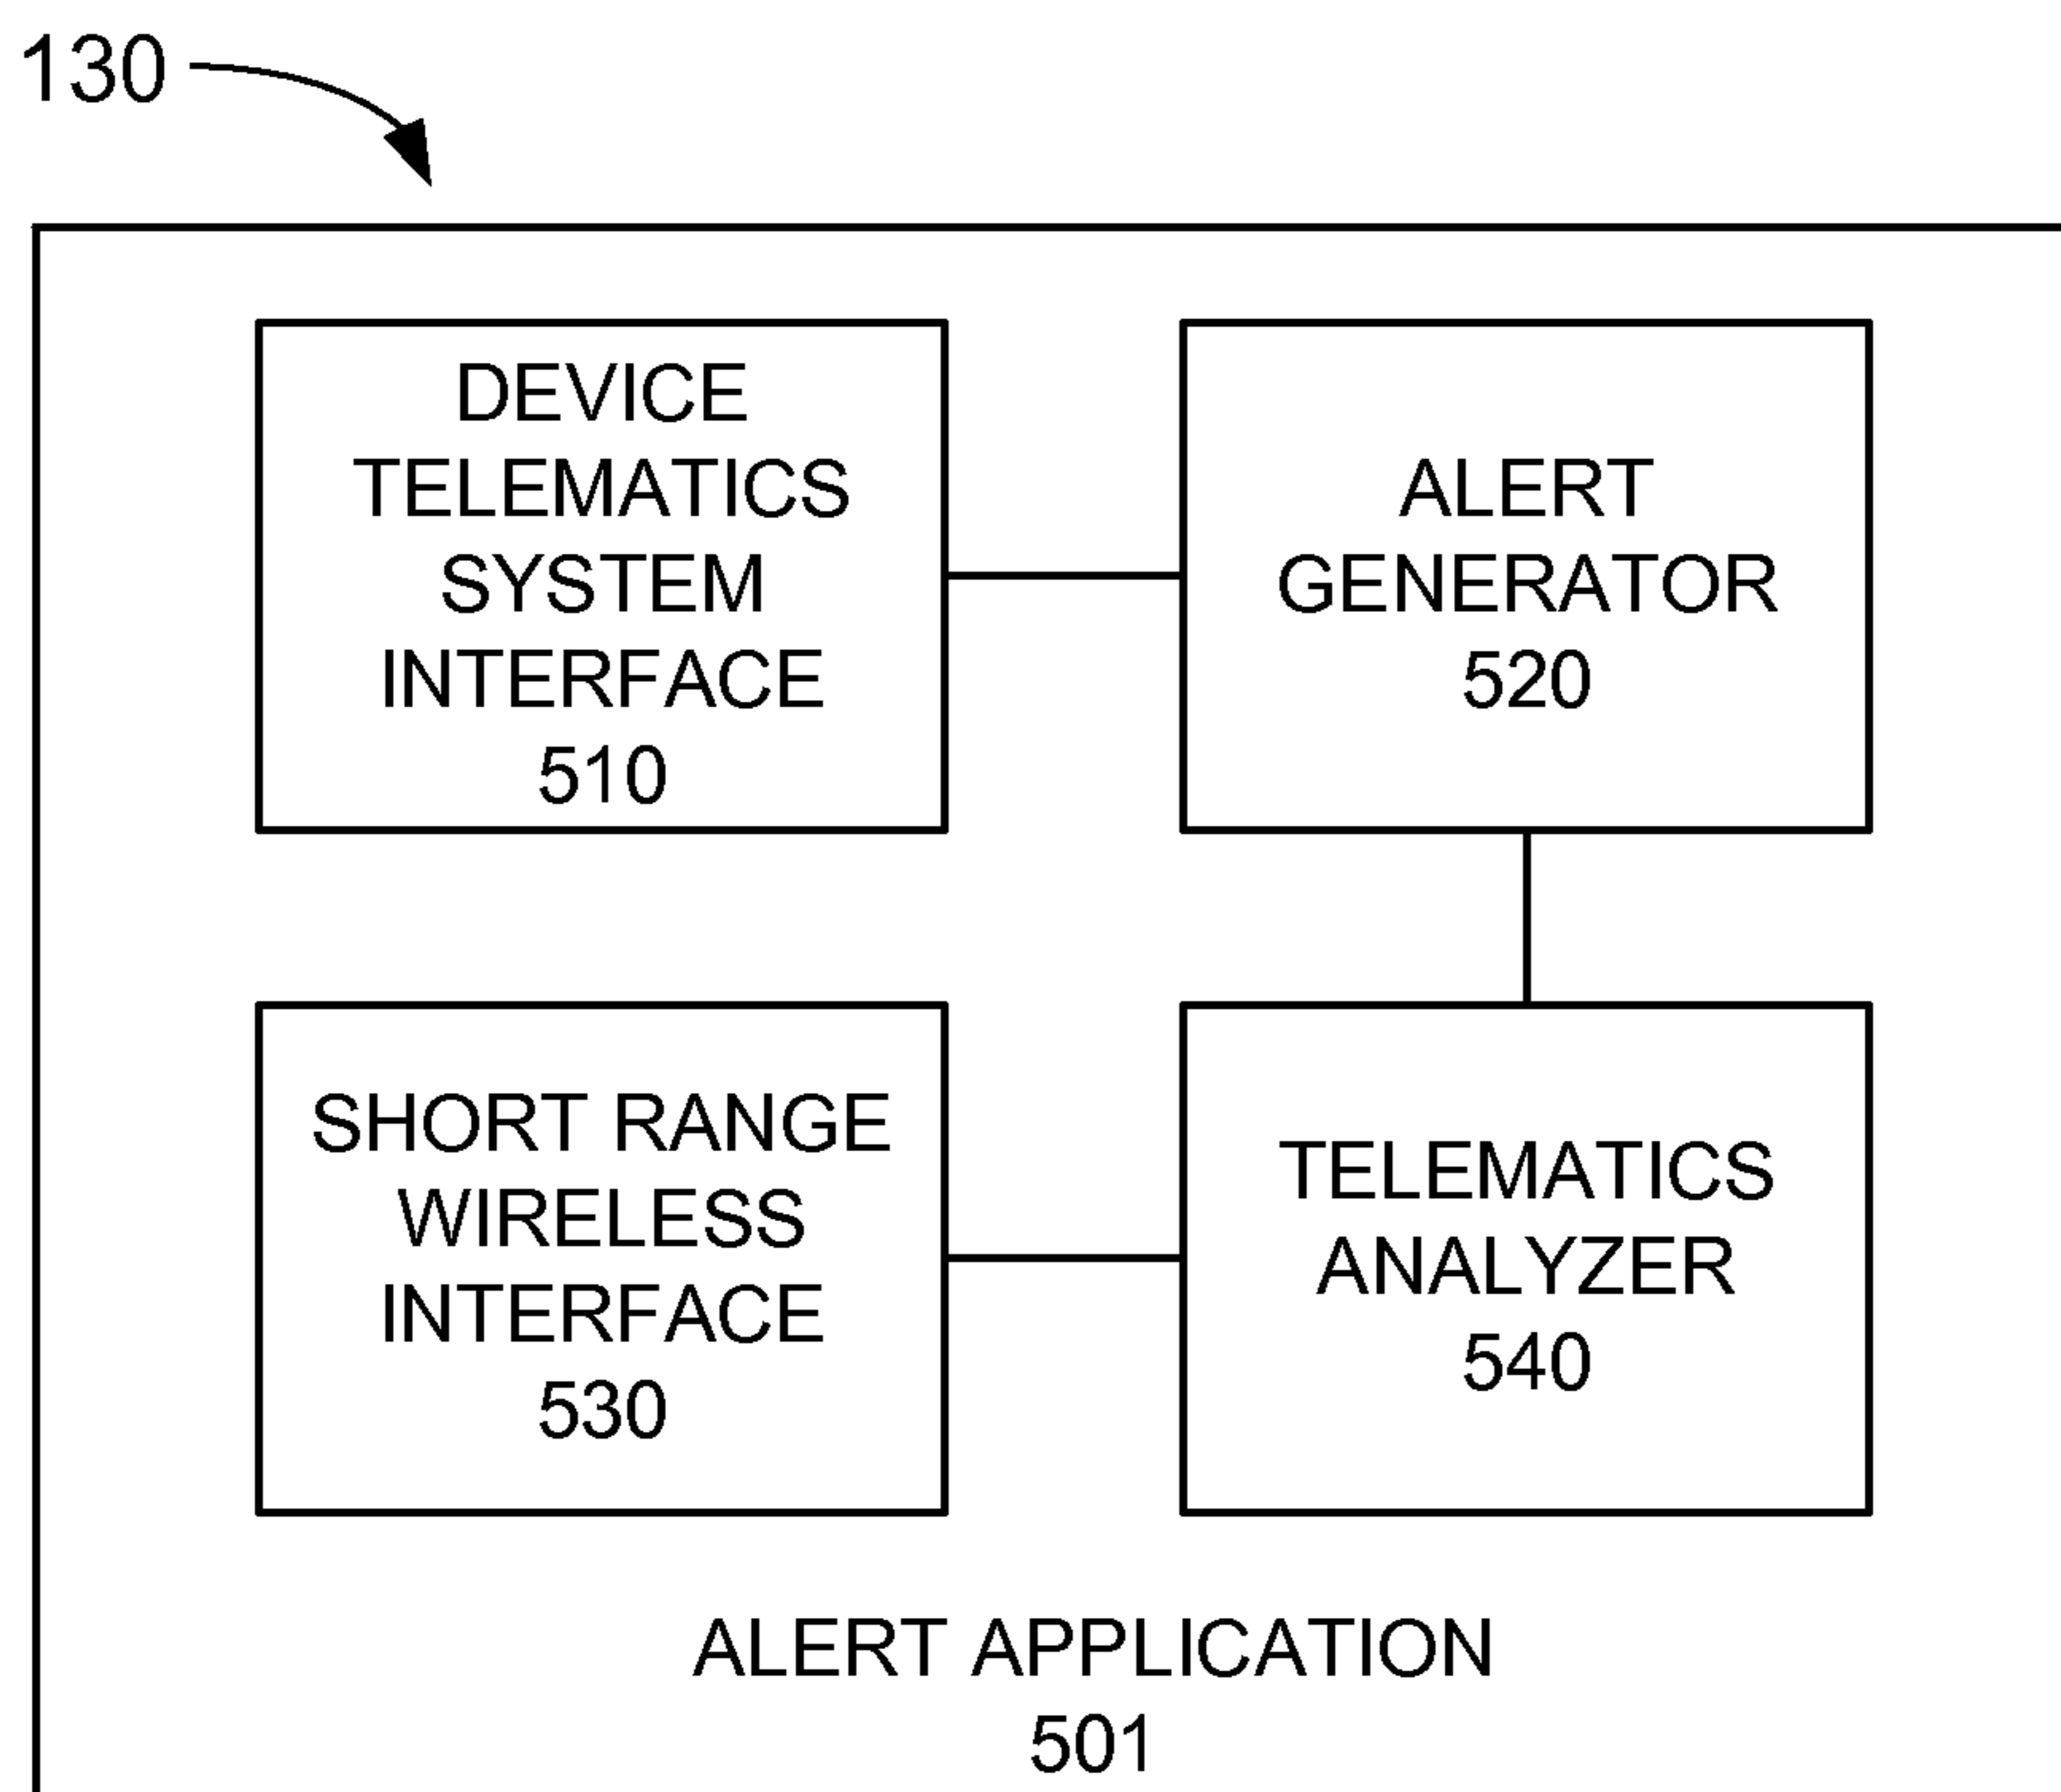 130
DEVICE
TELEMATICS
SYSTEM
INTERFACE
510
ALERT
GENERATOR
520
SHORT RANGE
WIRELESS
INTERFACE
530
TELEMATICS
ANALYZER
540
ALERT APPLICATION
501